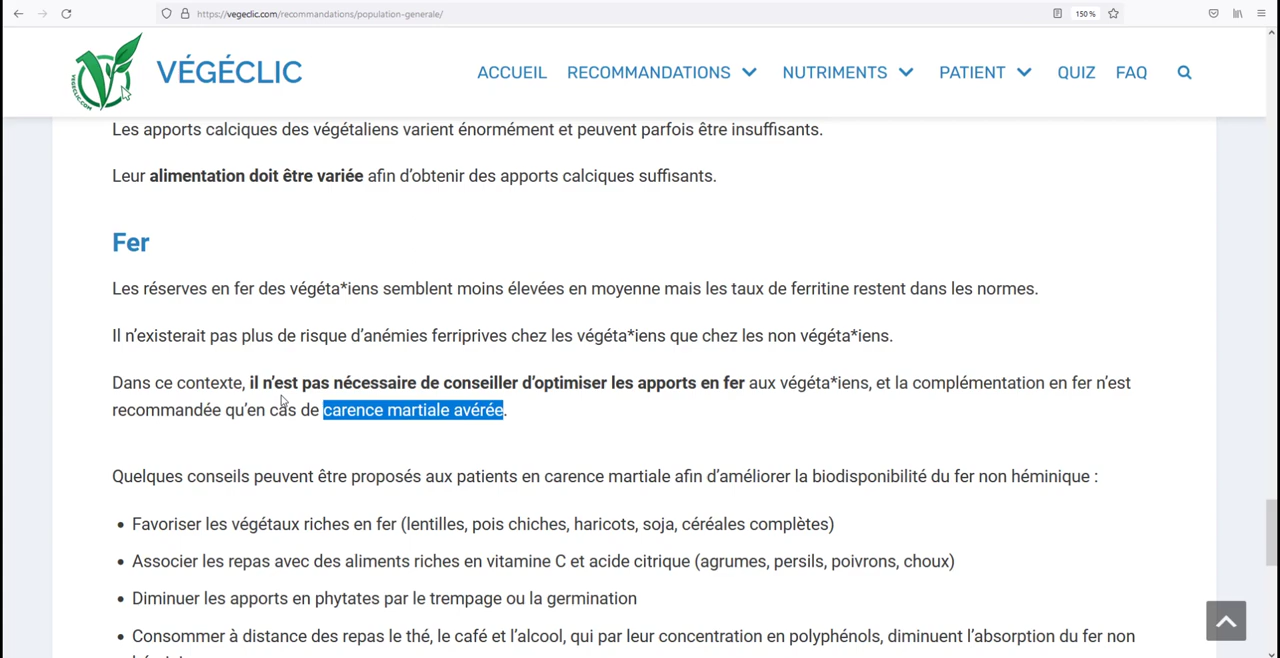 https://vegeclic.com/recommandations/population-generale/
150 %
VEGECLIC.COM
VÉGÉCLIC
ACCUEIL RECOMMANDATIONS NUTRIMENTS PATIENT QUIZ FAQ
Les apports calciques des végétaliens varient énormément et peuvent parfois être insuffisants.
Leur alimentation doit être variée afin d’obtenir des apports calciques suffisants.
Fer
Les réserves en fer des végéta*iens semblent moins élevées en moyenne mais les taux de ferritine restent dans les normes.
Il n’existerait pas plus de risque d’anémies ferriprives chez les végéta*iens que chez les non végéta*iens.
Dans ce contexte, il n’est pas nécessaire de conseiller d’optimiser les apports en fer aux végéta*iens, et la complémentation en fer n’est
recommandée qu’en cas de carence martiale avérée.
Quelques conseils peuvent être proposés aux patients en carence martiale afin d’améliorer la biodisponibilité du fer non héminique :
• Favoriser les végétaux riches en fer (lentilles, pois chiches, haricots, soja, céréales complètes)
• Associer les repas avec des aliments riches en vitamine C et acide citrique (agrumes, persils, poivrons, choux)
• Diminuer les apports en phytates par le trempage ou la germination
• Consommer à distance des repas le thé, le café et l’alcool, qui par leur concentration en polyphénols, diminuent l’absorption du fer non